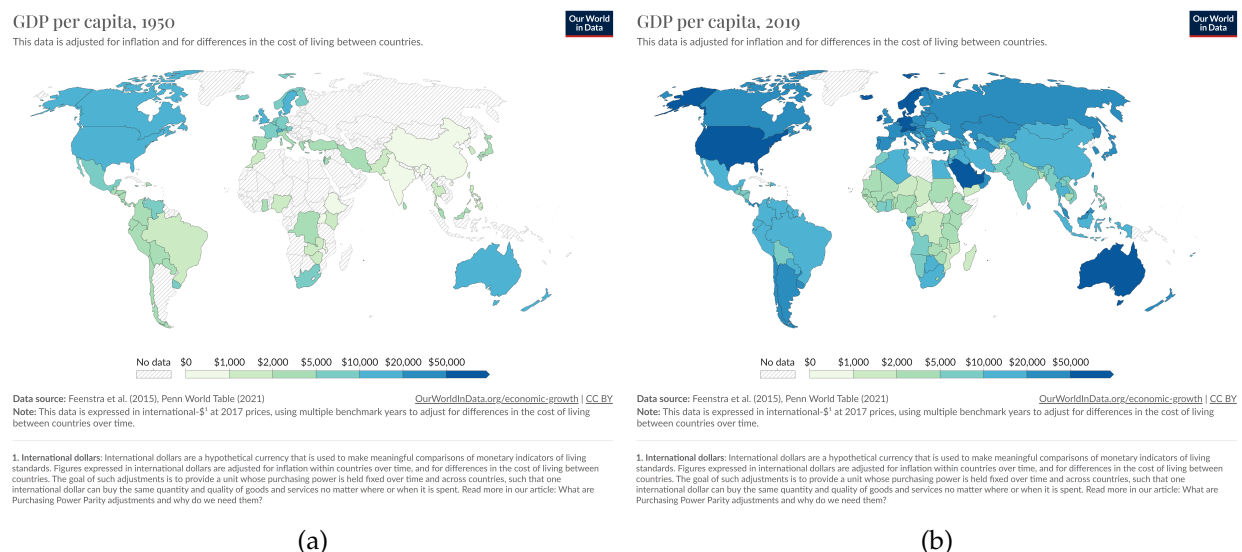 GDP per capita, 1950
Our World
in Data
This data is adjusted for inflation and for differences in the cost of living between countries.
No data $0 $1,000 $2,000 $5,000 $10,000 $20,000 $50,000
Data source: Feenstra et al. (2015), Penn World Table (2021) OurWorldInData.org/economic-growth | CC BY
Note: This data is expressed in international-$¹ at 2017 prices, using multiple benchmark years to adjust for differences in the cost of living
between countries over time.
1. International dollars: International dollars are a hypothetical currency that is used to make meaningful comparisons of monetary indicators of living
standards. Figures expressed in international dollars are adjusted for inflation within countries over time, and for differences in the cost of living between
countries. The goal of such adjustments is to provide a unit whose purchasing power is held fixed over time and across countries, such that one
international dollar can buy the same quantity and quality of goods and services no matter where or when it is spent. Read more in our article: What are
Purchasing Power Parity adjustments and why do we need them?
(a)
GDP per capita, 2019
Our World
in Data
This data is adjusted for inflation and for differences in the cost of living between countries.
No data $0 $1,000 $2,000 $5,000 $10,000 $20,000 $50,000
Data source: Feenstra et al. (2015), Penn World Table (2021) OurWorldInData.org/economic-growth | CC BY
Note: This data is expressed in international-$¹ at 2017 prices, using multiple benchmark years to adjust for differences in the cost of living
between countries over time.
1. International dollars: International dollars are a hypothetical currency that is used to make meaningful comparisons of monetary indicators of living
standards. Figures expressed in international dollars are adjusted for inflation within countries over time, and for differences in the cost of living between
countries. The goal of such adjustments is to provide a unit whose purchasing power is held fixed over time and across countries, such that one
international dollar can buy the same quantity and quality of goods and services no matter where or when it is spent. Read more in our article: What are
Purchasing Power Parity adjustments and why do we need them?
(b)